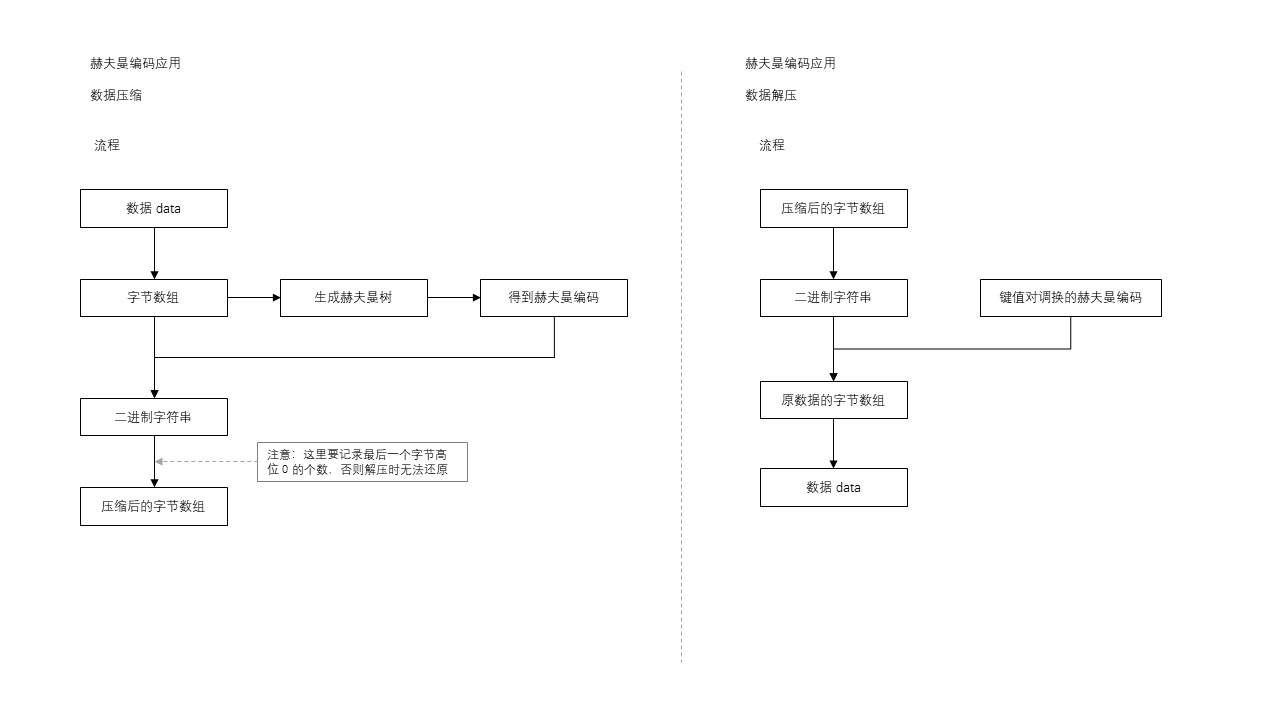 赫夫曼编码应用
数据压缩
流程
数据 data
字节数组
生成赫夫曼树
得到赫夫曼编码
二进制字符串
注意：这里要记录最后一个字节高
位 0 的个数，否则解压时无法还原
压缩后的字节数组
赫夫曼编码应用
数据解压
流程
压缩后的字节数组
二进制字符串
键值对调换的赫夫曼编码
原数据的字节数组
数据 data